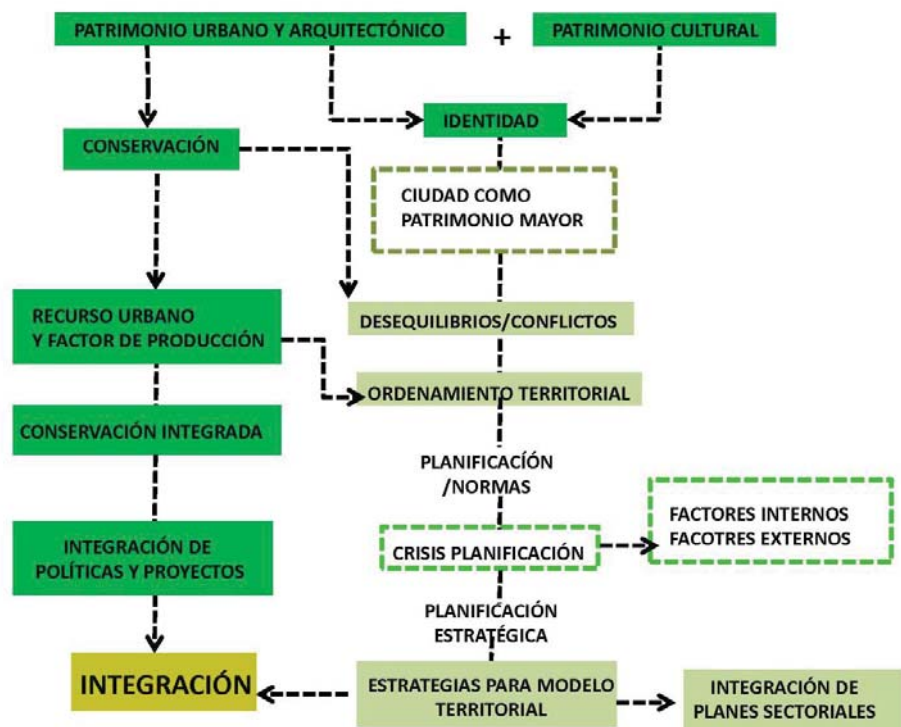 PATRIMONIO URBANO Y ARQUITECTÓNICO
+
PATRIMONIO CULTURAL
IDENTIDAD
CONSERVACIÓN
CIUDAD COMO
PATRIMONIO MAYOR
RECURSO URBANO
Y FACTOR DE PRODUCCIÓN
DESEQUILIBRIOS/CONFLICTOS
ORDENAMIENTO TERRITORIAL
CONSERVACIÓN INTEGRADA
PLANIFICACÍÓN
/NORMAS
FACTORES INTERNOS
FACOTRES EXTERNOS
CRISIS PLANIFICACIÓN
INTEGRACIÓN DE
POLÍTICAS Y PROYECTOS
PLANIFICACIÓN
ESTRATÉGICA
INTEGRACIÓN
ESTRATEGIAS PARA MODELO
TERRITORIAL
INTEGRACIÓN DE
PLANES SECTORIALES